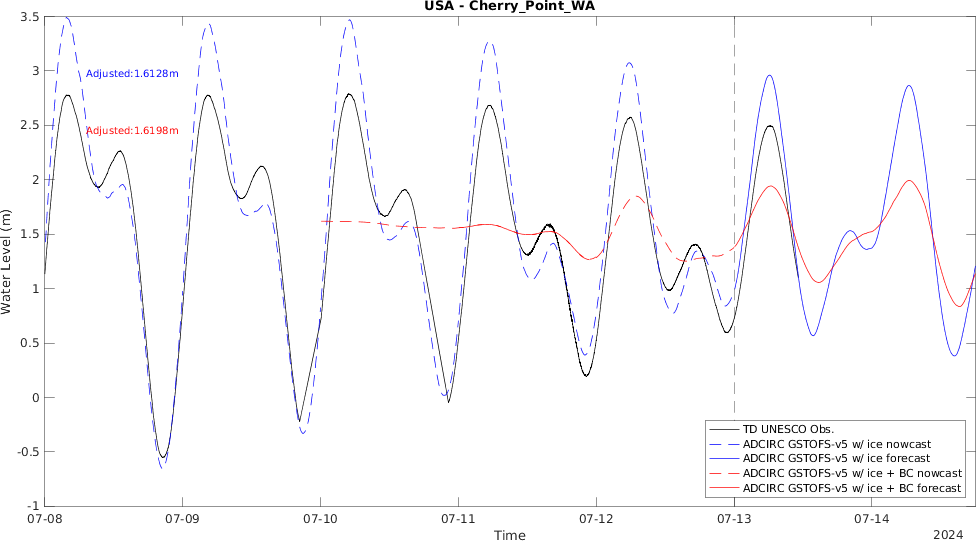 USA - Cherry_Point_WA
3.5
3
2.5
2
1.5
1
0.5
0
-0.5
-1
Water Level (m)
Adjusted:1.6128m
Adjusted:1.6198m
TD UNESCO Obs.
ADCIRC GSTOFS-v5 w/ ice nowcast
ADCIRC GSTOFS-v5 w/ ice forecast
ADCIRC GSTOFS-v5 w/ ice + BC nowcast
ADCIRC GSTOFS-v5 w/ ice + BC forecast
07-08 07-09 07-10 07-11 07-12 07-13 07-14
Time
2024